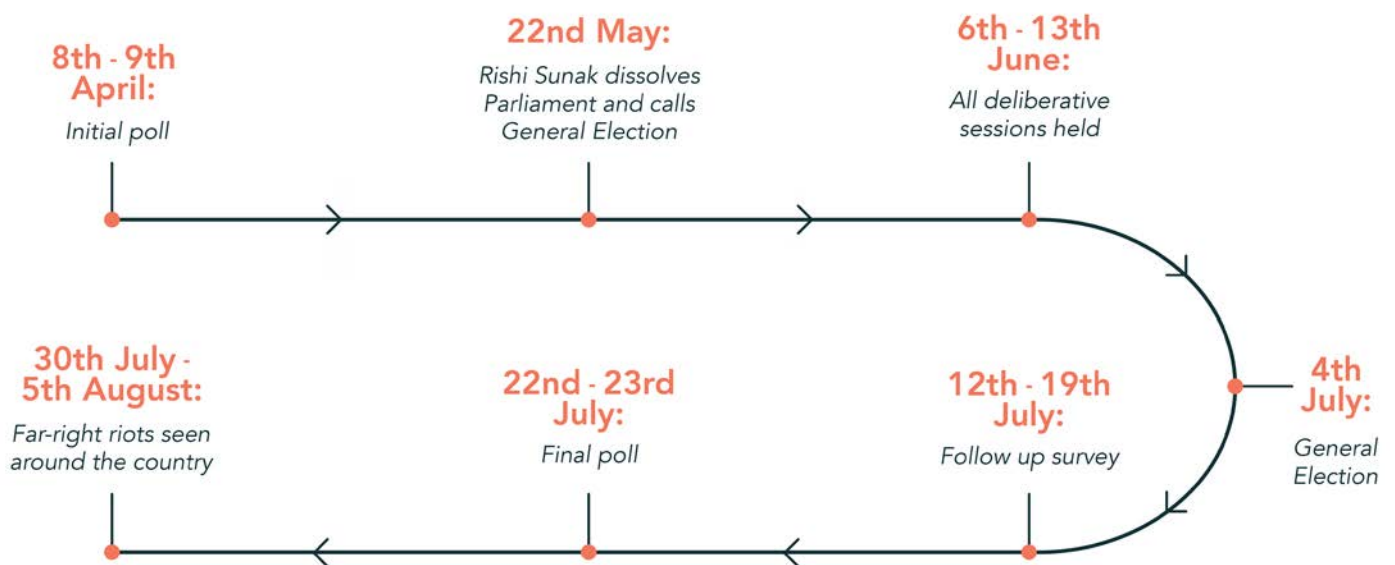 8th - 9th
April:
Initial poll
22nd May:
Rishi Sunak dissolves
Parliament and calls
General Election
6th - 13th
June:
All deliberative
sessions held
4th
July:
General
Election
12th - 19th
July:
Follow up survey
22nd - 23rd
July:
Final poll
30th July -
5th August:
Far-right riots seen
around the country